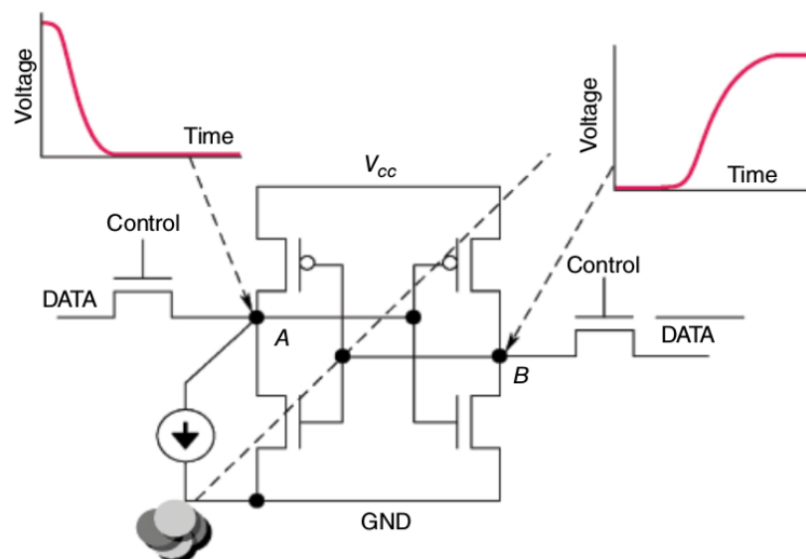 Voltage
Time
Voltage
Time
Vcc
Control
Control
DATA
DATA
A
B
GND